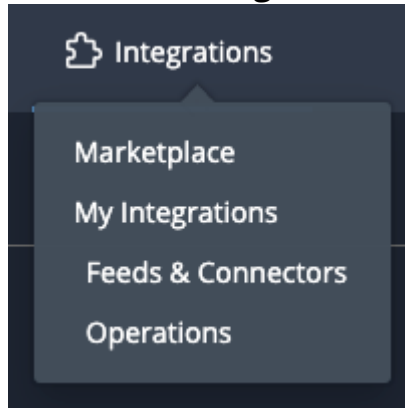 Integrations
Marketplace
My Integrations
Feeds & Connectors
Operations